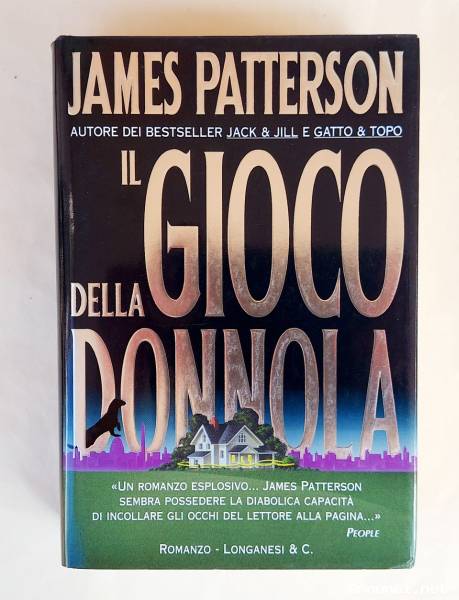 JAMES PATTERSON
AUTORE DEI BESTSELLER JACK & JILL E GATTO & TOPO
IL
GIOCO
DELLA
DONNOLA
«UN ROMANZO ESPLOSIVO... JAMES PATTERSON
SEMBRA POSSEDERE LA DIABOLICA CAPACITÀ
DI INCOLLARE GLI OCCHI DEL LETTORE ALLA PAGINA...»
PEOPLE
ROMANZO - LONGANESI & C.